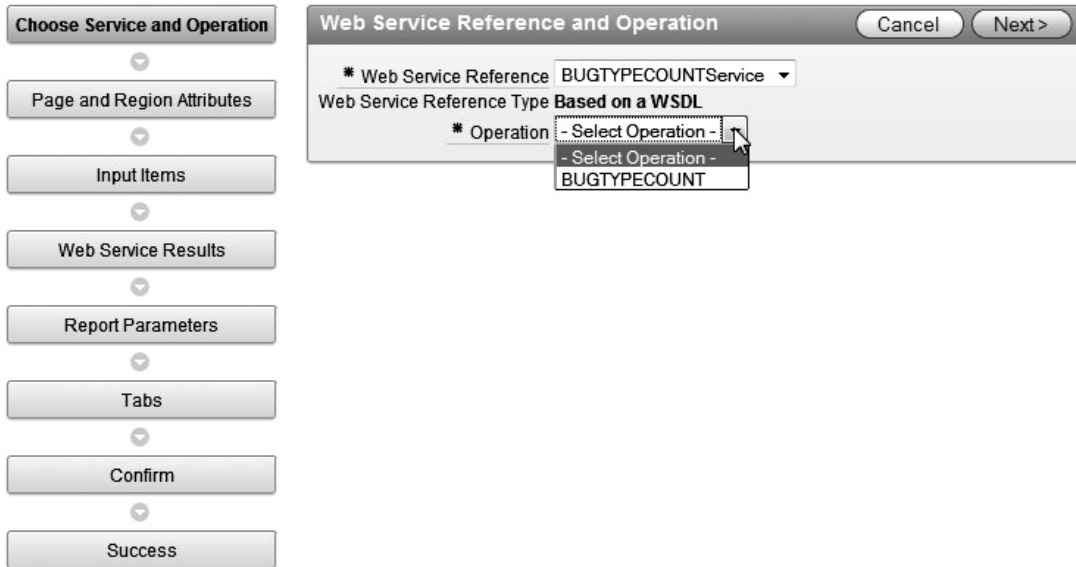 Choose Service and Operation
Page and Region Attributes
Input Items
Web Service Results
Report Parameters
Tabs
Confirm
Success
Web Service Reference and Operation
Cancel
Next >
* Web Service Reference BUGTYPECOUNTService
Web Service Reference Type Based on a WSDL
* Operation - Select Operation -
- Select Operation -
BUGTYPECOUNT